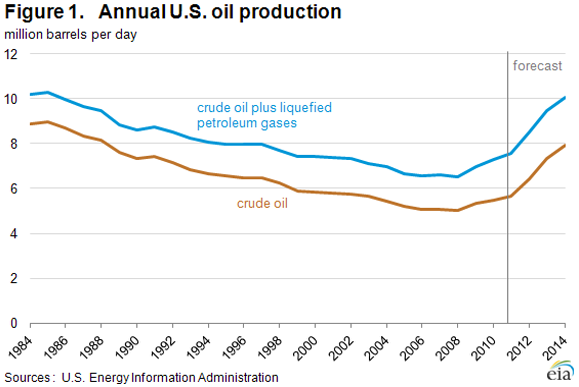 Figure 1. Annual U.S. oil production
million barrels per day
12
forecast
10
crude oil plus liquefied
petroleum gases
8
6
crude oil
4
2
0
1984 1986 1988 1990 1992 1994 1996 1998 2000 2002 2004 2006 2008 2010 2012 2014
Sources : U.S. Energy Information Administration
eia